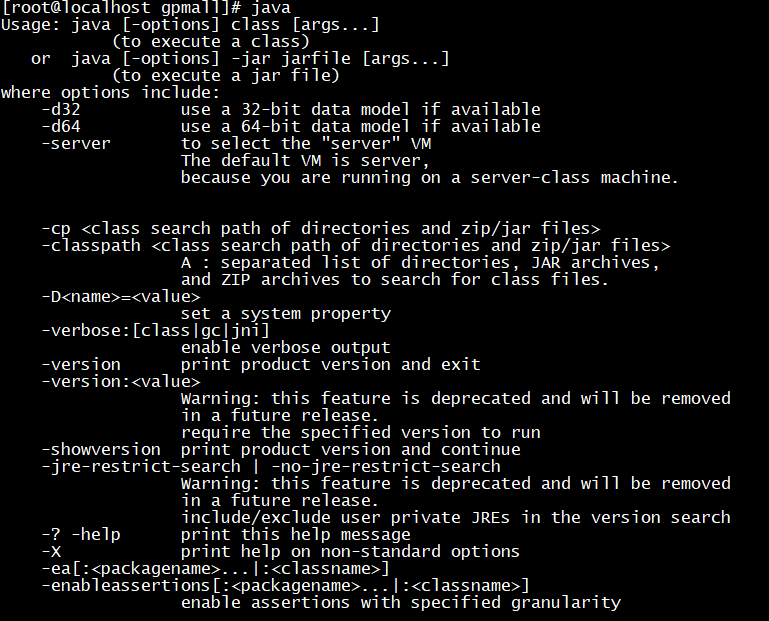 [root@localhost gpmall]# java
Usage: java [-options] class [args...]
           (to execute a class)
   or  java [-options] -jar jarfile [args...]
           (to execute a jar file)
where options include:
    -d32          use a 32-bit data model if available
    -d64          use a 64-bit data model if available
    -server       to select the "server" VM
                  The default VM is server,
                  because you are running on a server-class machine.


    -cp <class search path of directories and zip/jar files>
    -classpath <class search path of directories and zip/jar files>
                  A : separated list of directories, JAR archives,
                  and ZIP archives to search for class files.
    -D<name>=<value>
                  set a system property
    -verbose:[class|gc|jni]
                  enable verbose output
    -version      print product version and exit
    -version:<value>
                  Warning: this feature is deprecated and will be removed
                  in a future release.
                  require the specified version to run
    -showversion  print product version and continue
    -jre-restrict-search | -no-jre-restrict-search
                  Warning: this feature is deprecated and will be removed
                  in a future release.
                  include/exclude user private JREs in the version search
    -? -help      print this help message
    -X            print help on non-standard options
    -ea[:<packagename>...|:<classname>]
    -enableassertions[:<packagename>...|:<classname>]
                  enable assertions with specified granularity